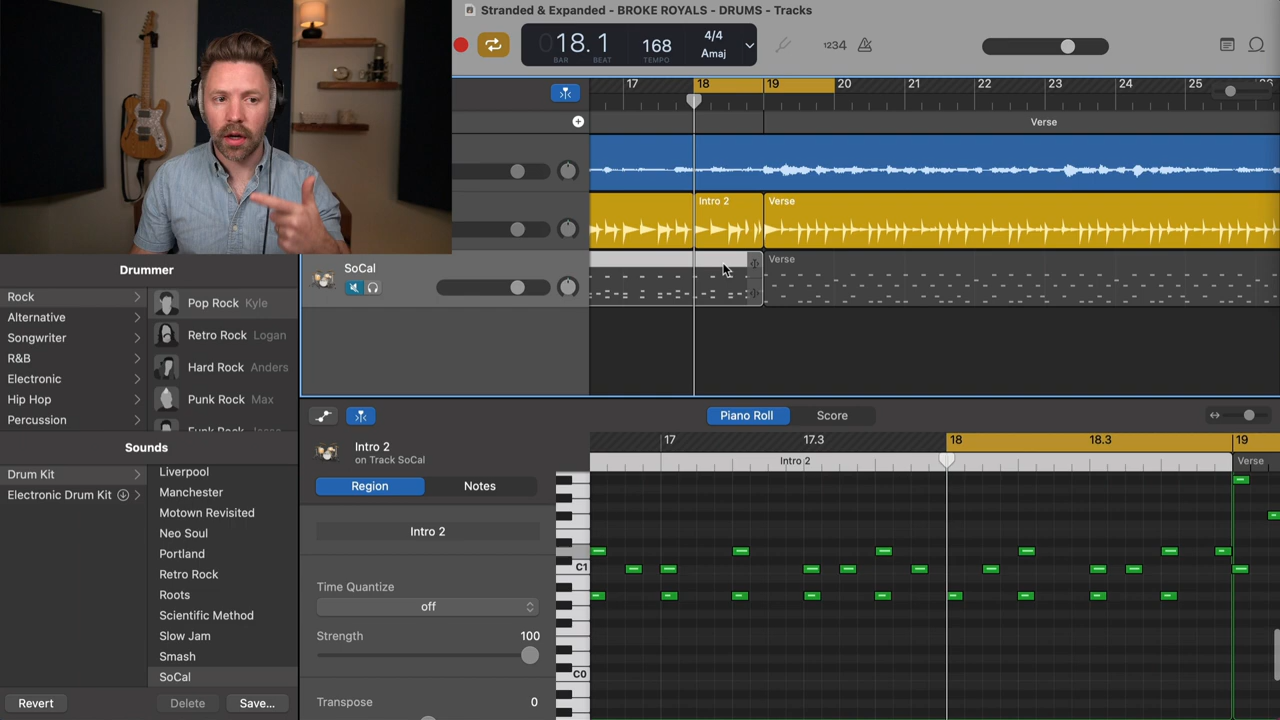 Stranded & Expanded - BROKE ROYALS - DRUMS - Tracks
018.1
BAR
BEAT
168
TEMPO
4/4
Amaj
1234
17
18
19
20
21
22
23
24
25
Verse
Intro 2
Verse
SoCal
Verse
Drummer
Rock
Alternative
Songwriter
R&B
Electronic
Hip Hop
Percussion
Pop Rock Kyle
Retro Rock Logan
Hard Rock Anders
Punk Rock Max
Sounds
Drum Kit
Electronic Drum Kit
Liverpool
Manchester
Motown Revisited
Neo Soul
Portland
Retro Rock
Roots
Scientific Method
Slow Jam
Smash
SoCal
Revert
Delete
Save...
Piano Roll
Score
Intro 2
on Track SoCal
Region
Notes
Intro 2
Time Quantize
off
Strength 100
Transpose 0
17
17.3
18
18.3
19
Intro 2
Verse
C1
C0